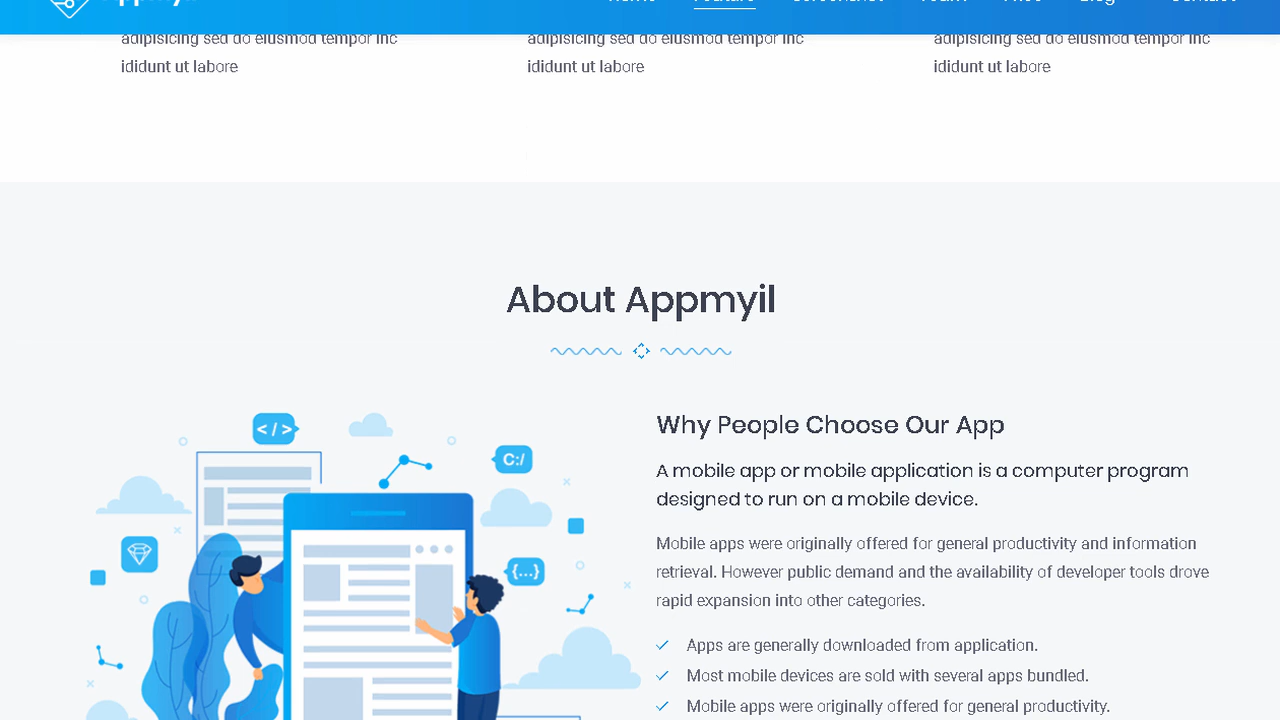 Feature
adipisicing sed do eiusmod tempor inc
ididunt ut labore
adipisicing sed do eiusmod tempor inc
ididunt ut labore
adipisicing sed do eiusmod tempor inc
ididunt ut labore
About Appmyil
</>
C:/
{...}
Why People Choose Our App
A mobile app or mobile application is a computer program
designed to run on a mobile device.
Mobile apps were originally offered for general productivity and information
retrieval. However public demand and the availability of developer tools drove
rapid expansion into other categories.
Apps are generally downloaded from application.
Most mobile devices are sold with several apps bundled.
Mobile apps were originally offered for general productivity.